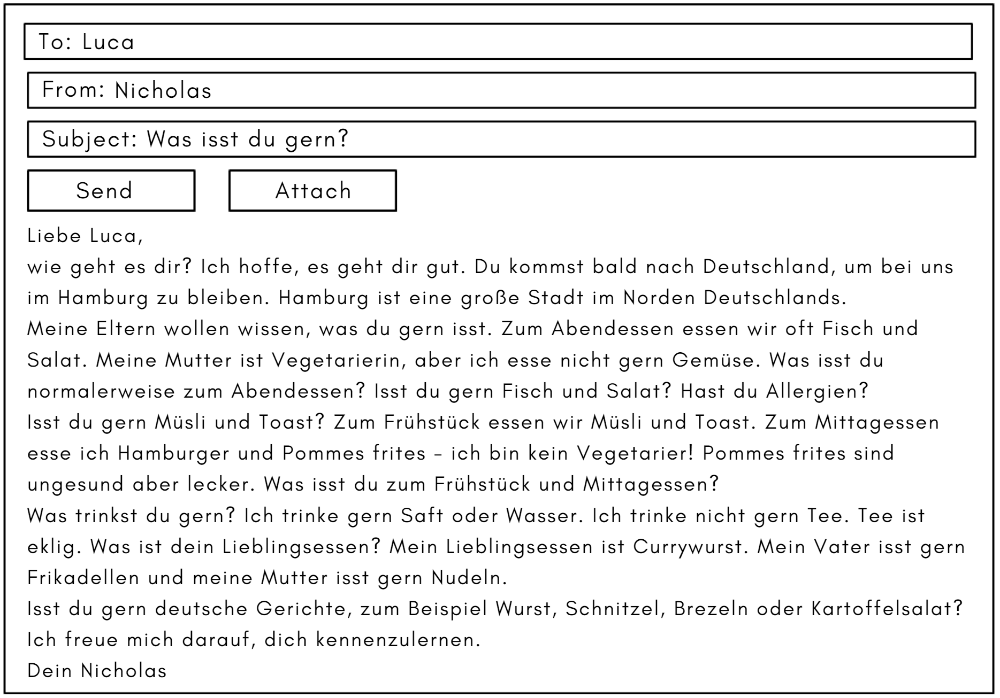 To: Luca
From: Nicholas
Subject: Was isst du gern?
Send Attach
Liebe Luca,
wie geht es dir? Ich hoffe, es geht dir gut. Du kommst bald nach Deutschland, um bei uns
im Hamburg zu bleiben. Hamburg ist eine große Stadt im Norden Deutschlands.
Meine Eltern wollen wissen, was du gern isst. Zum Abendessen essen wir oft Fisch und
Salat. Meine Mutter ist Vegetarierin, aber ich esse nicht gern Gemüse. Was isst du
normalerweise zum Abendessen? Isst du gern Fisch und Salat? Hast du Allergien?
Isst du gern Müsli und Toast? Zum Frühstück essen wir Müsli und Toast. Zum Mittagessen
esse ich Hamburger und Pommes frites - ich bin kein Vegetarier! Pommes frites sind
ungesund aber lecker. Was isst du zum Frühstück und Mittagessen?
Was trinkst du gern? Ich trinke gern Saft oder Wasser. Ich trinke nicht gern Tee. Tee ist
eklig. Was ist dein Lieblingsessen? Mein Lieblingsessen ist Currywurst. Mein Vater isst gern
Frikadellen und meine Mutter isst gern Nudeln.
Isst du gern deutsche Gerichte, zum Beispiel Wurst, Schnitzel, Brezeln oder Kartoffelsalat?
Ich freue mich darauf, dich kennenzulernen.
Dein Nicholas